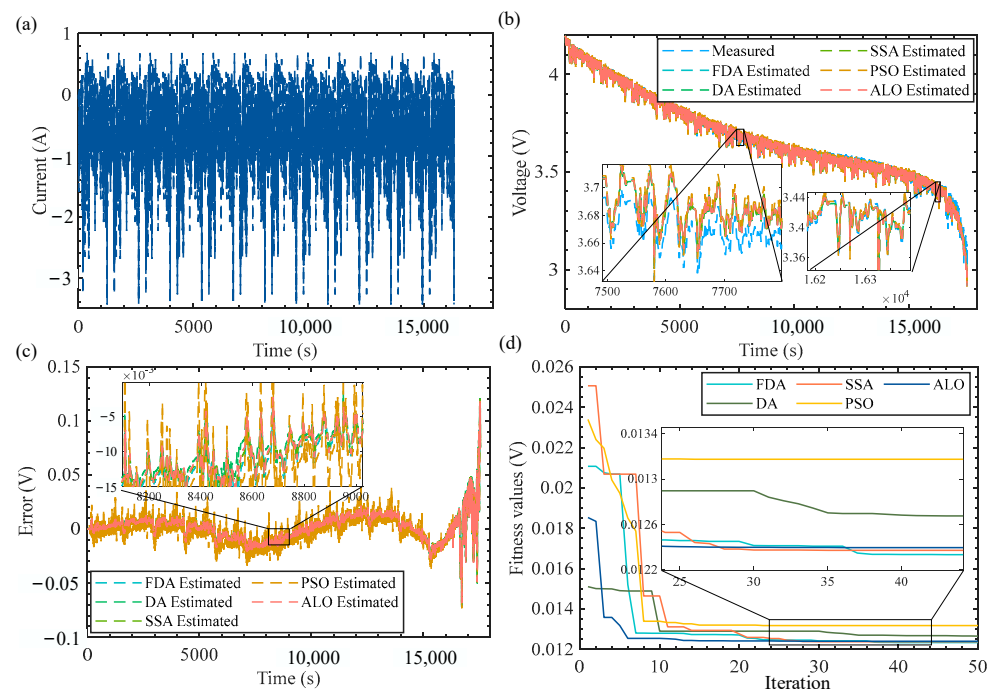 (a)
1
0
−1
−2
−3
Current (A)
0
5000
10,000
15,000
Time (s)
(b)
4
3.5
3
Voltage (V)
Measured
FDA Estimated
DA Estimated
SSA Estimated
PSO Estimated
ALO Estimated
3.7
3.68
3.66
3.64
7500
7600
7700
3.44
3.4
3.36
1.62
1.63
×10⁴
0
5000
10,000
15,000
Time (s)
(c)
0.15
0.1
0.05
0
−0.05
−0.1
Error (V)
×10⁻³
−5
−10
−15
8200
8400
8600
8800
9000
FDA Estimated
DA Estimated
SSA Estimated
PSO Estimated
ALO Estimated
0
5000
10,000
15,000
Time (s)
(d)
0.026
0.024
0.022
0.02
0.018
0.016
0.014
0.012
Fitness values (V)
FDA
DA
SSA
PSO
ALO
0.0134
0.013
0.0126
0.0122
25
30
35
40
0
10
20
30
40
50
Iteration